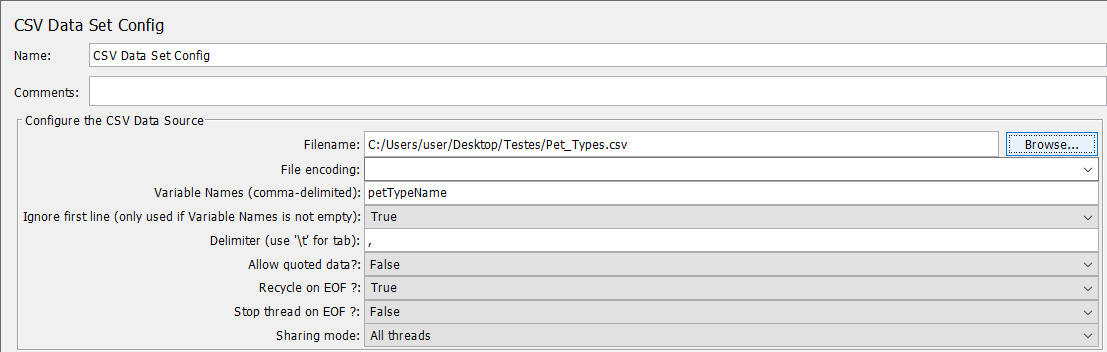 CSV Data Set Config
Name: CSV Data Set Config
Comments:
Configure the CSV Data Source
Filename: C:/Users/user/Desktop/Testes/Pet_Types.csv Browse...
File encoding:
Variable Names (comma-delimited): petTypeName
Ignore first line (only used if Variable Names is not empty): True
Delimiter (use '\t' for tab): ,
Allow quoted data?: False
Recycle on EOF ?: True
Stop thread on EOF ?: False
Sharing mode: All threads